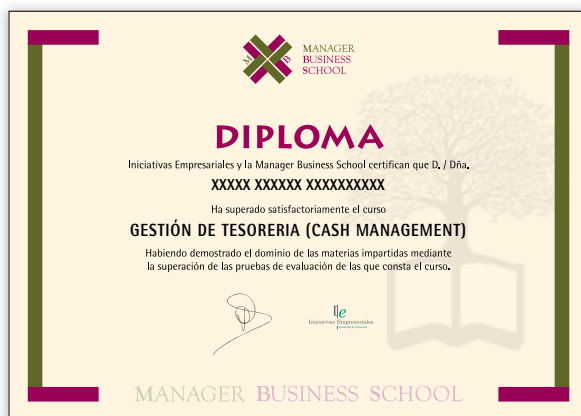 M B
MANAGER
BUSINESS
SCHOOL
DIPLOMA
Iniciativas Empresariales y la Manager Business School certifican que D. / Dña.
XXXXX XXXXXX XXXXXXXXXX
Ha superado satisfactoriamente el curso
GESTIÓN DE TESORERIA (CASH MANAGEMENT)
Habiendo demostrado el dominio de las materias impartidas mediante
la superación de las pruebas de evaluación de las que consta el curso.
Iniciativas Empresariales
MANAGER BUSINESS SCHOOL